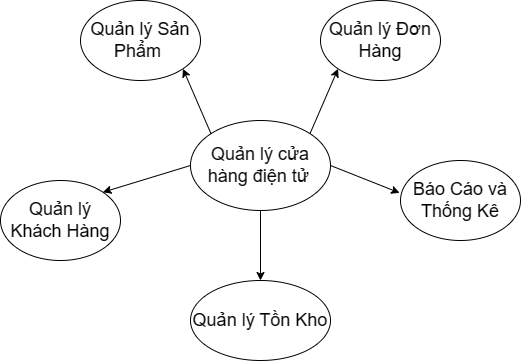 Quản lý Sản
Phẩm
Quản lý Đơn
Hàng
Quản lý cửa
hàng điện tử
Quản lý
Khách Hàng
Báo Cáo và
Thống Kê
Quản lý Tồn Kho